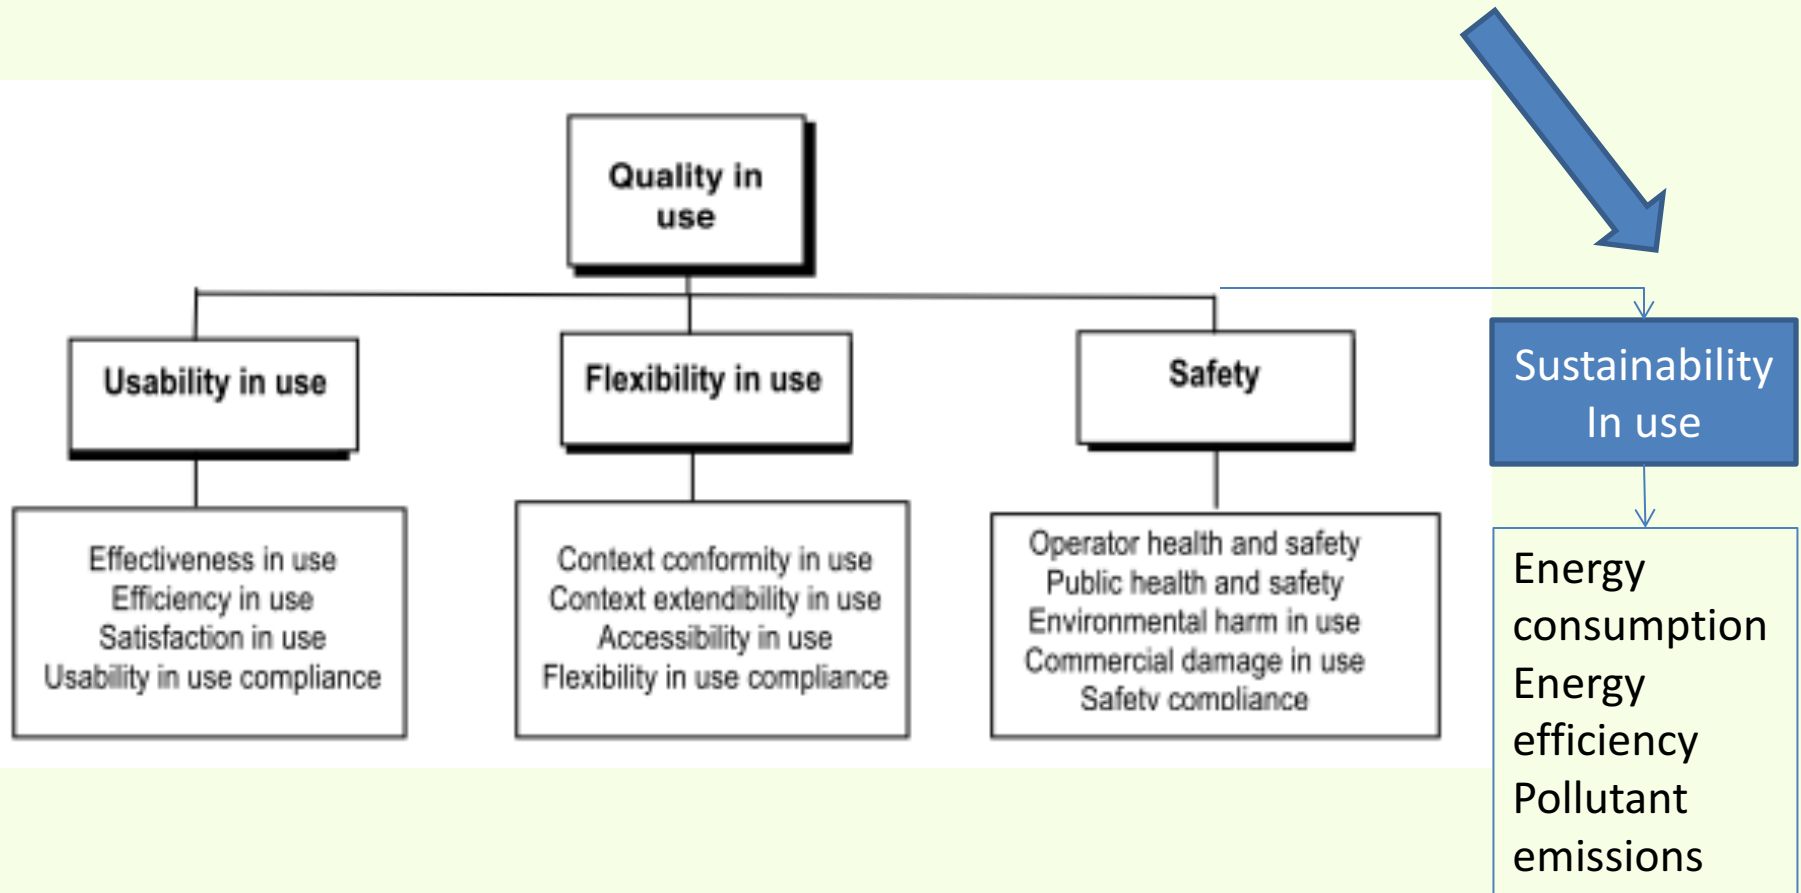 Quality in
use
Usability in use
Flexibility in use
Safety
Sustainability
In use
Effectiveness in use
Efficiency in use
Satisfaction in use
Usability in use compliance
Context conformity in use
Context extendibility in use
Accessibility in use
Flexibility in use compliance
Operator health and safety
Public health and safety
Environmental harm in use
Commercial damage in use
Safety compliance
Energy
consumption
Energy
efficiency
Pollutant
emissions